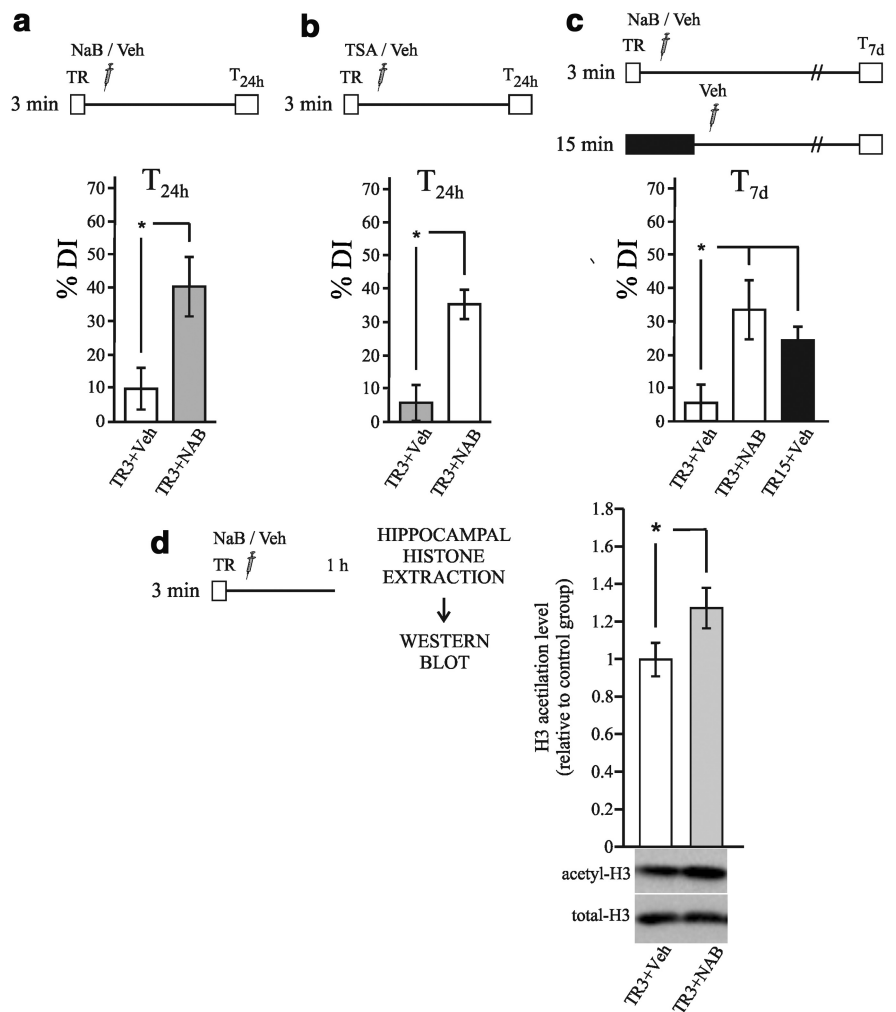 a
NaB / Veh
TR
T24h
3 min
T24h
% DI
70
60
50
40
30
20
10
0
*
TR3+Veh
TR3+NAB
b
TSA / Veh
TR
T24h
3 min
T24h
% DI
70
60
50
40
30
20
10
0
*
TR3+Veh
TR3+NAB
c
NaB / Veh
TR
T7d
3 min
//
Veh
15 min
//
T7d
% DI
70
60
50
40
30
20
10
0
*
TR3+Veh
TR3+NAB
TR15+Veh
d
NaB / Veh
TR
1 h
3 min
HIPPOCAMPAL
HISTONE
EXTRACTION
WESTERN
BLOT
H3 acetilation level
(relative to control group)
1.8
1.6
1.4
1.2
1
0.8
0.6
0.4
0.2
0
*
acetyl-H3
total-H3
TR3+Veh
TR3+NAB